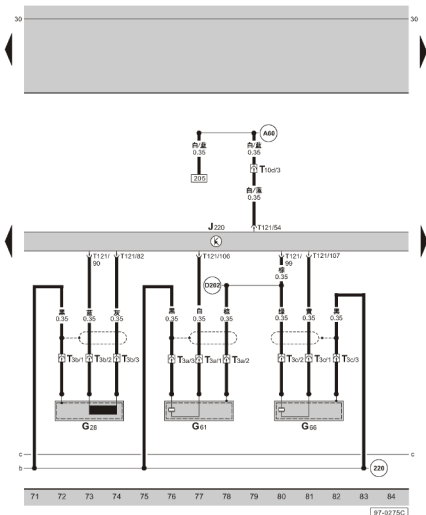 30 30
A60
白/蓝 白/蓝
0.35 0.35
T10d/3
205
白/蓝
0.35
J220 T121/54
K
T121/90 T121/82 T121/106 T121/99 T121/107
棕
0.35
D202
黑 蓝 灰 黑 白 棕 绿 黄 黑
0.35 0.35 0.35 0.35 0.35 0.35 0.35 0.35 0.35
T3b/1 T3b/2 T3b/3 T3a/3 T3a/1 T3a/2 T3c/2 T3c/1 T3c/3
G28 G61 G66
c c
b 220
71 72 73 74 75 76 77 78 79 80 81 82 83 84
97-0275C